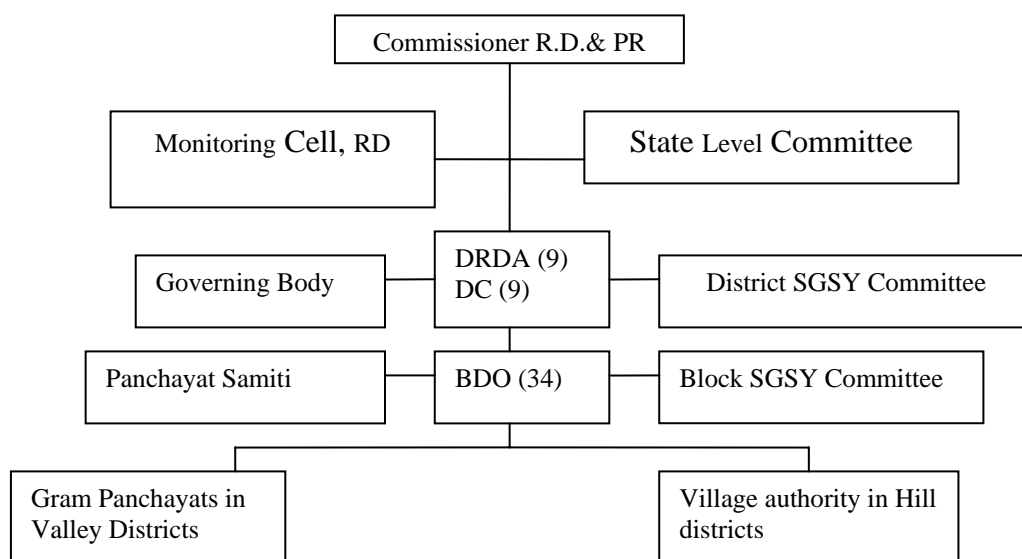 Commissioner R.D.& PR
Monitoring Cell, RD
State Level Committee
DRDA (9)
DC (9)
Governing Body
District SGSY Committee
Panchayat Samiti
BDO (34)
Block SGSY Committee
Gram Panchayats in
Valley Districts
Village authority in Hill
districts